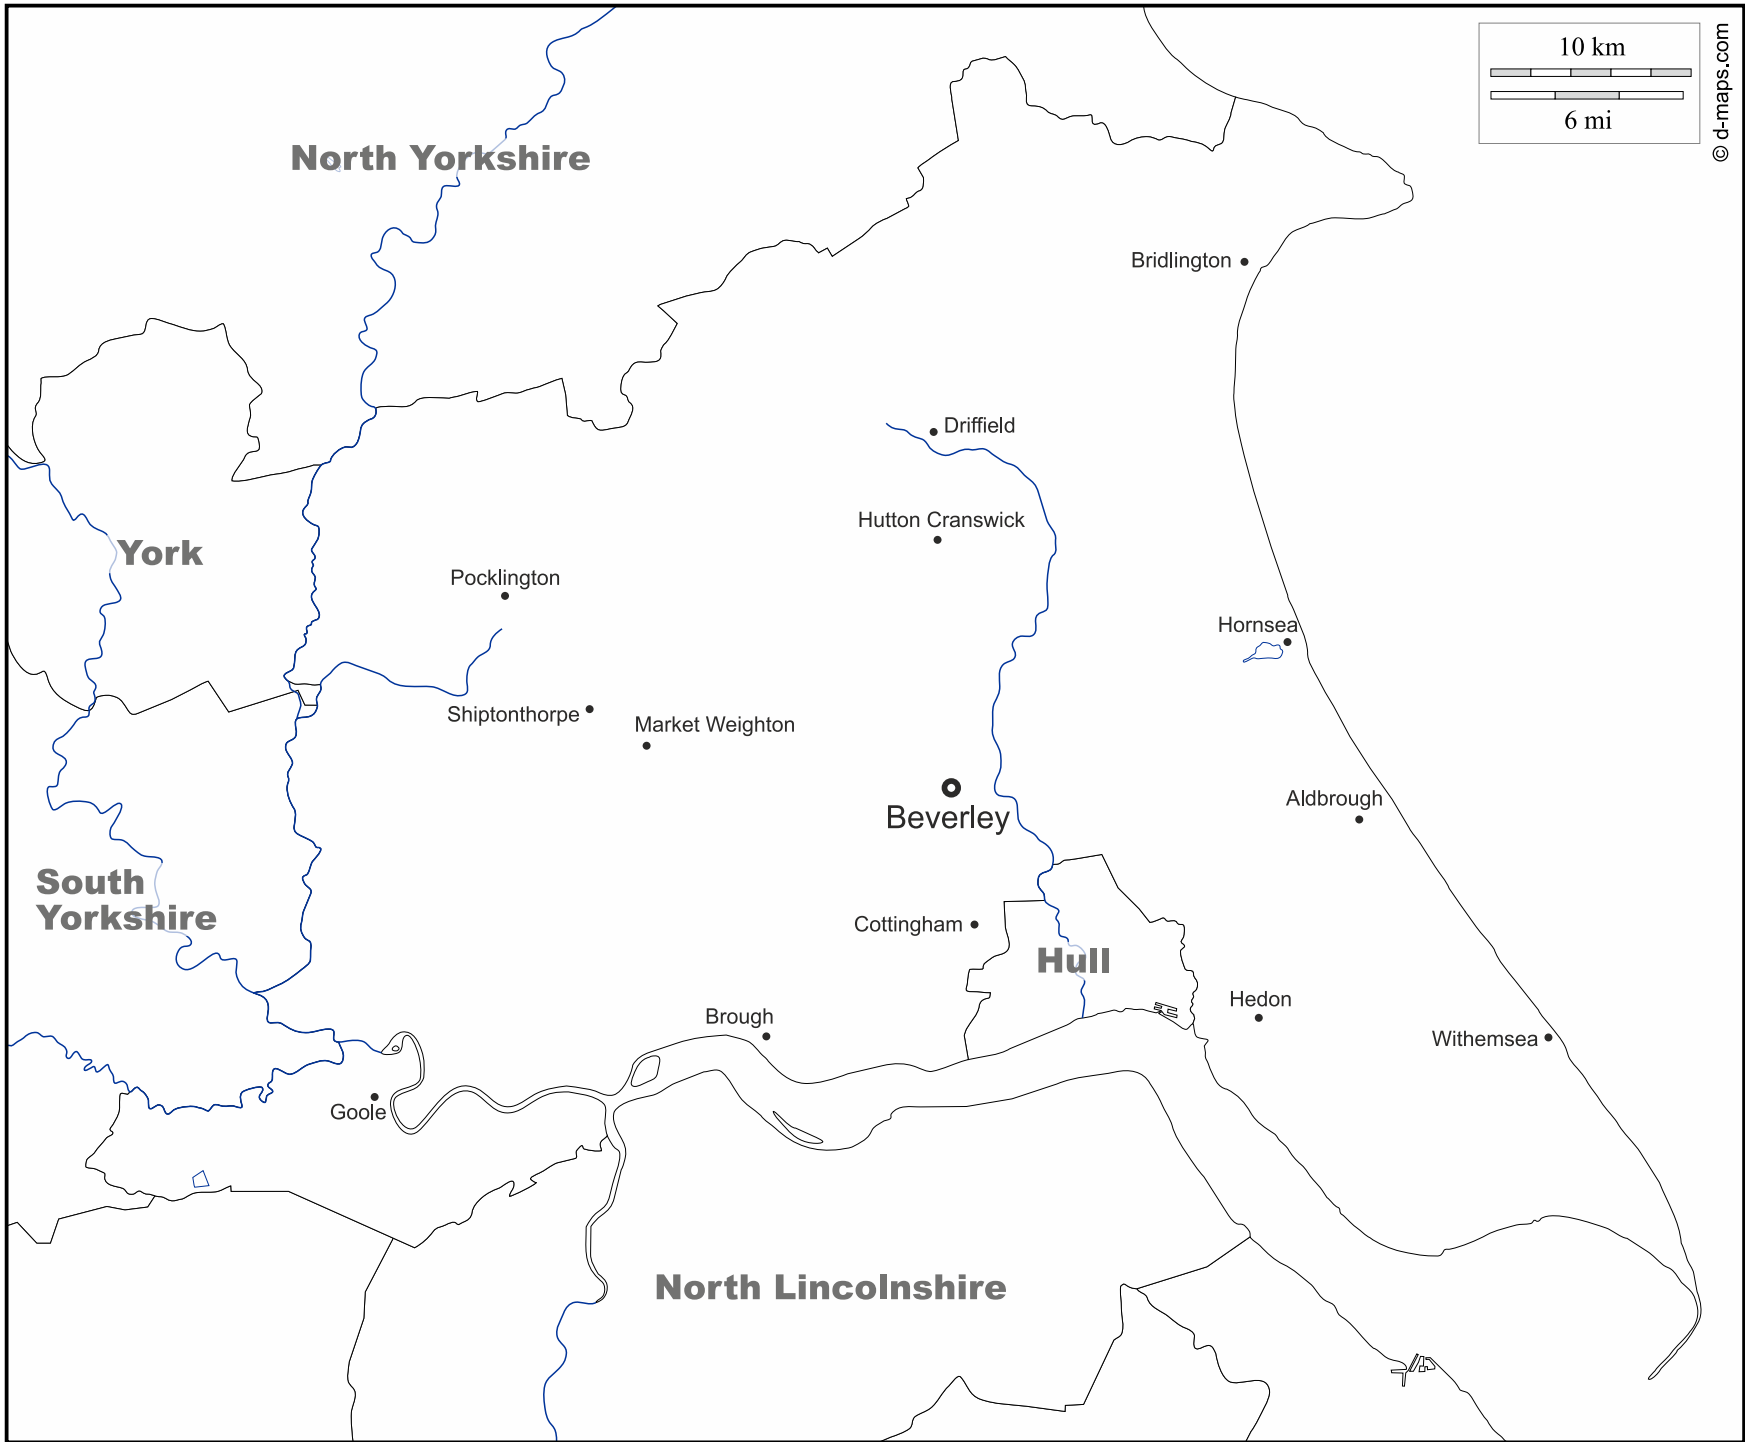 10 km
6 mi
© d-maps.com
North Yorkshire
Bridlington
Driffield
Hutton Cranswick
York
Pocklington
Hornsea
Shiptonthorpe
Market Weighton
Aldbrough
Beverley
South
Yorkshire
Cottingham
Hull
Hedon
Brough
Withemsea
Goole
North Lincolnshire